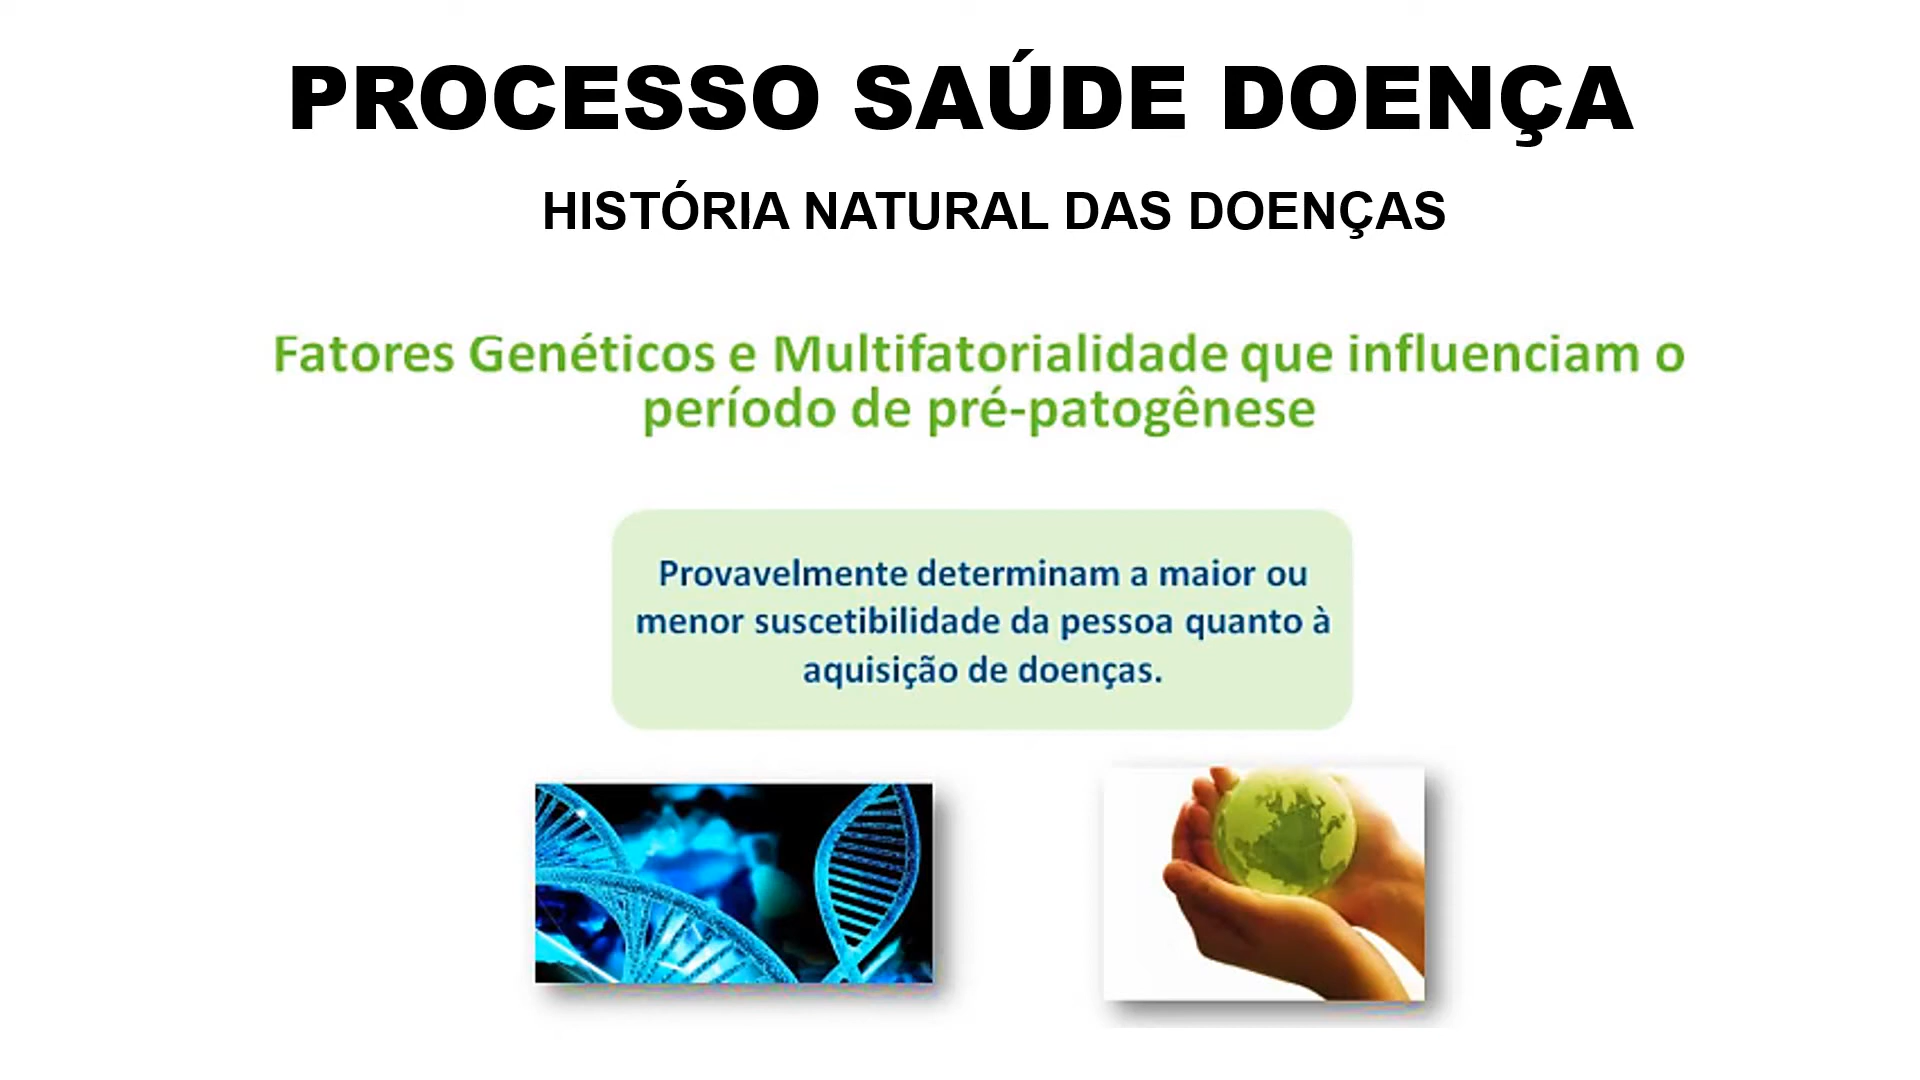 PROCESSO SAÚDE DOENÇA
HISTÓRIA NATURAL DAS DOENÇAS
Fatores Genéticos e Multifatorialidade que influenciam o
período de pré-patogênese
Provavelmente determinam a maior ou
menor suscetibilidade da pessoa quanto à
aquisição de doenças.